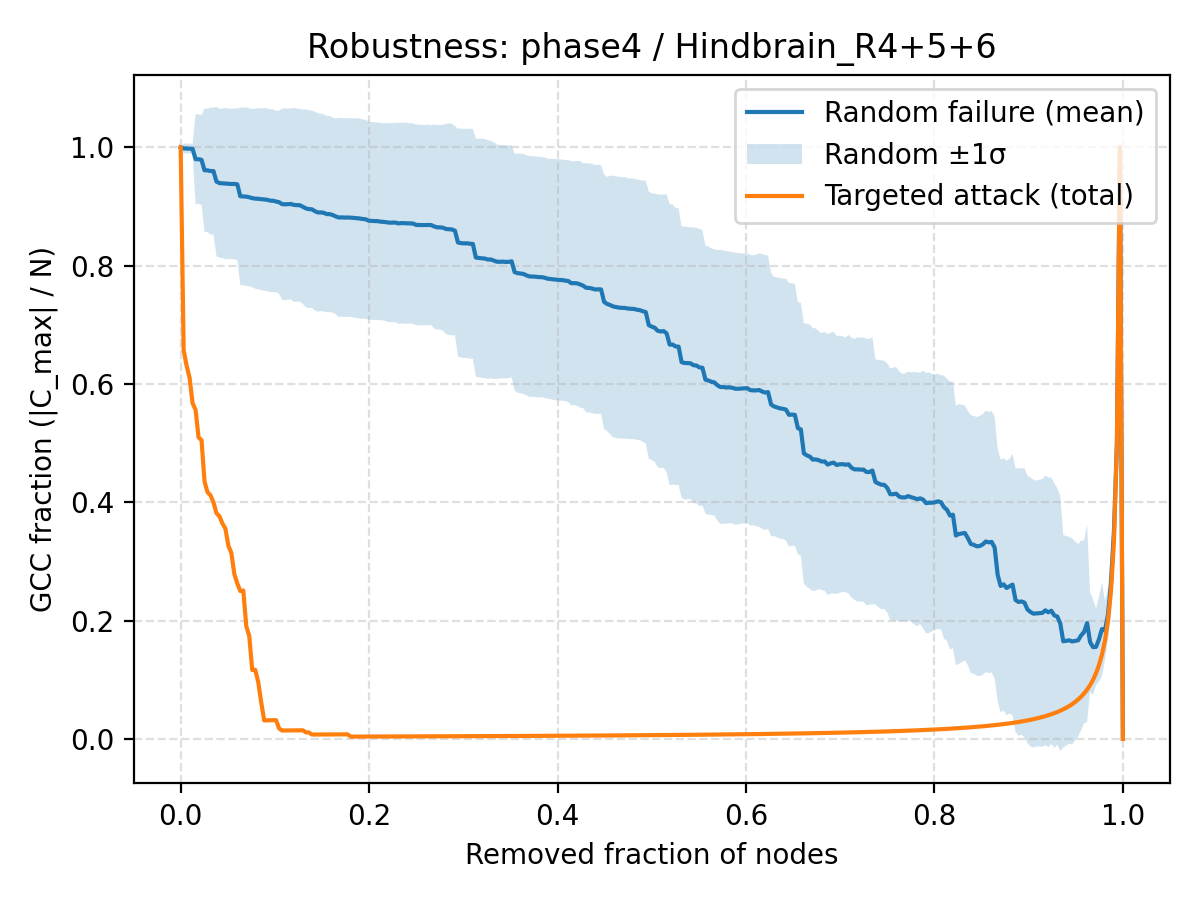 Robustness: phase4 / Hindbrain_R4+5+6
Random failure (mean)
Random ±1σ
Targeted attack (total)
GCC fraction (|C_max| / N)
1.0
0.8
0.6
0.4
0.2
0.0
0.0 0.2 0.4 0.6 0.8 1.0
Removed fraction of nodes